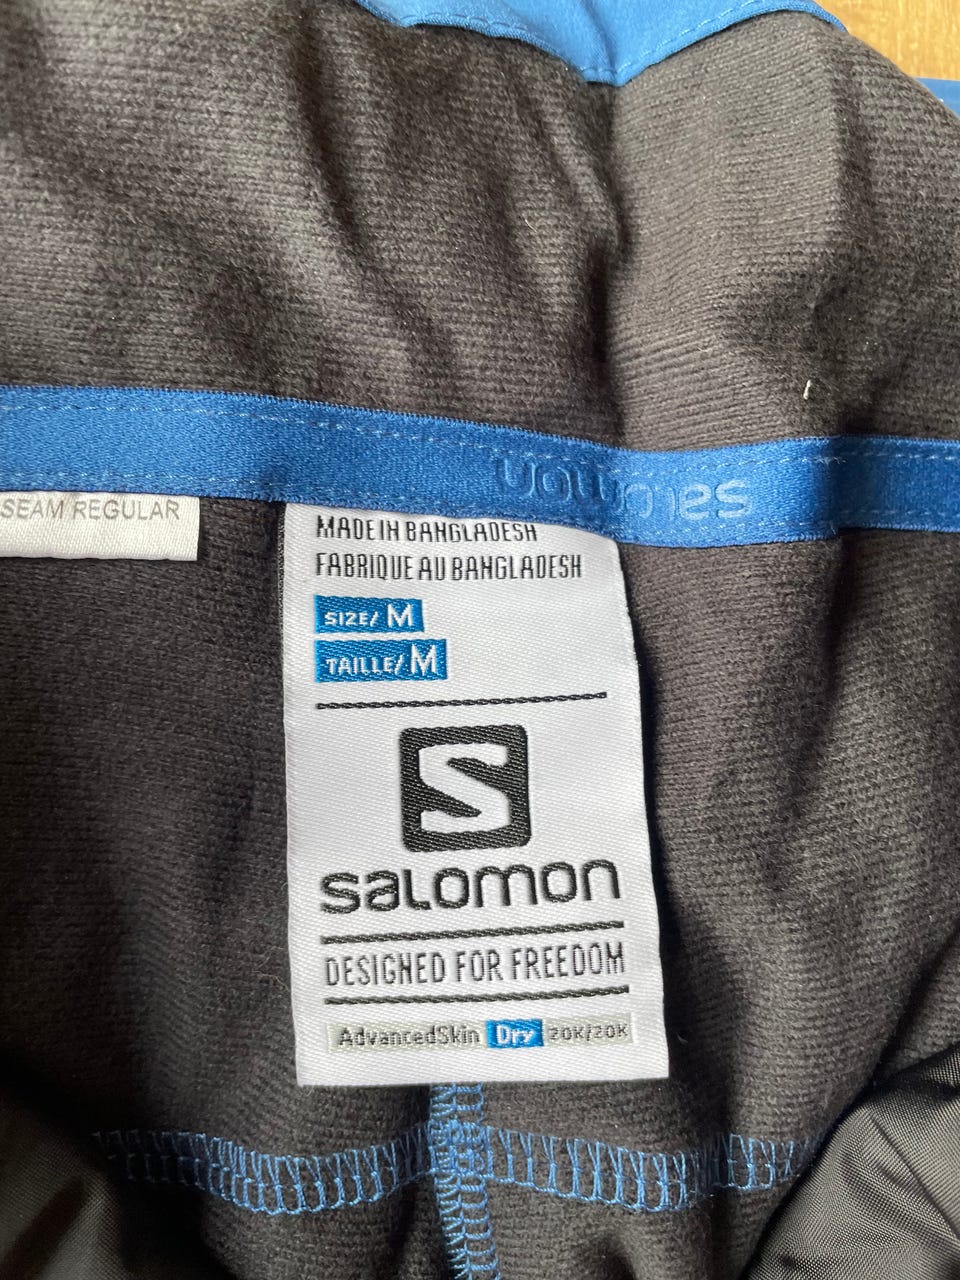 salomon
SEAM REGULAR
MADE IN BANGLADESH
FABRIQUE AU BANGLADESH
SIZE/ M
TAILLE/ M
S
salomon
DESIGNED FOR FREEDOM
AdvancedSkin Dry 20K/20K